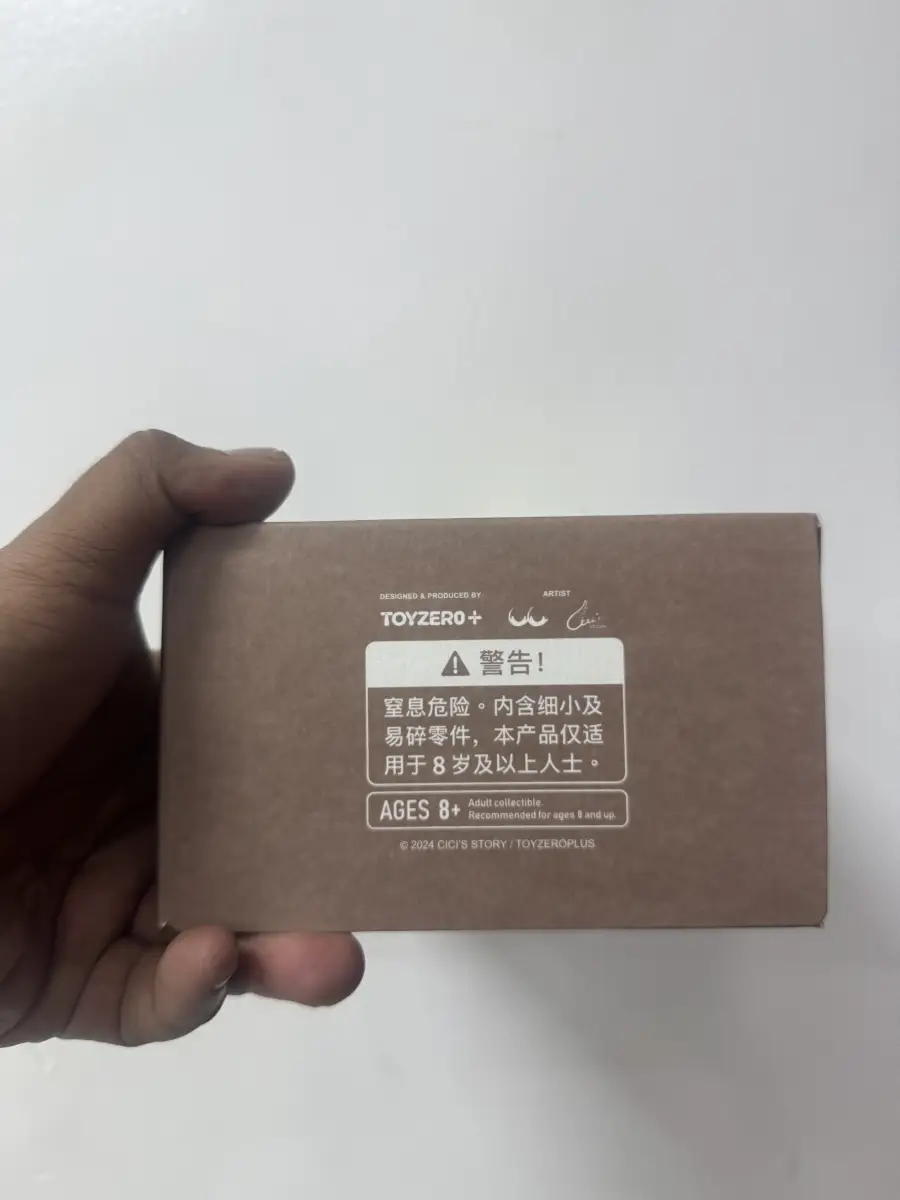 DESIGNED & PRODUCED BY
TOYZERO+
ARTIST
Cici
警告!
窒息危险。内含细小及
易碎零件,本产品仅适
用于8岁及以上人士。
AGES 8+
Adult collectible.
Recommended for ages 8 and up.
© 2024 CICI'S STORY / TOYZEROPLUS